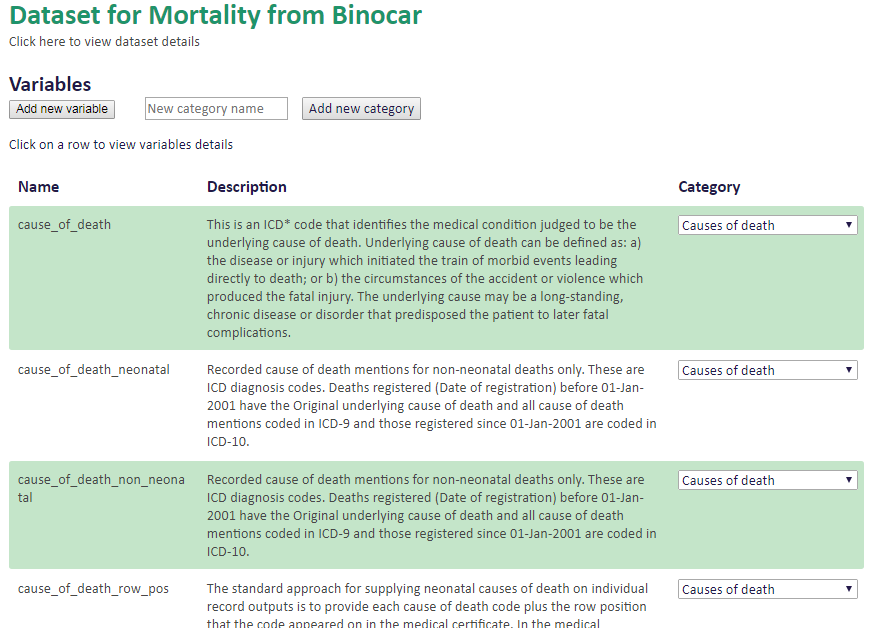 Dataset for Mortality from Binocar
Click here to view dataset details
Variables
Add new variable New category name Add new category
Click on a row to view variables details
Name Description Category
cause_of_death This is an ICD* code that identifies the medical condition judged to be the Causes of death
underlying cause of death. Underlying cause of death can be defined as: a)
the disease or injury which initiated the train of morbid events leading
directly to death; or b) the circumstances of the accident or violence which
produced the fatal injury. The underlying cause may be a long-standing,
chronic disease or disorder that predisposed the patient to later fatal
complications.
cause_of_death_neonatal Recorded cause of death mentions for non-neonatal deaths only. These are Causes of death
ICD diagnosis codes. Deaths registered (Date of registration) before 01-Jan-
2001 have the Original underlying cause of death and all cause of death
mentions coded in ICD-9 and those registered since 01-Jan-2001 are coded in
ICD-10.
cause_of_death_non_neona Recorded cause of death mentions for non-neonatal deaths only. These are Causes of death
tal ICD diagnosis codes. Deaths registered (Date of registration) before 01-Jan-
2001 have the Original underlying cause of death and all cause of death
mentions coded in ICD-9 and those registered since 01-Jan-2001 are coded in
ICD-10.
cause_of_death_row_pos The standard approach for supplying neonatal causes of death on individual Causes of death
record outputs is to provide each cause of death code plus the row position
that the code appeared on in the medical certificate. In the medical